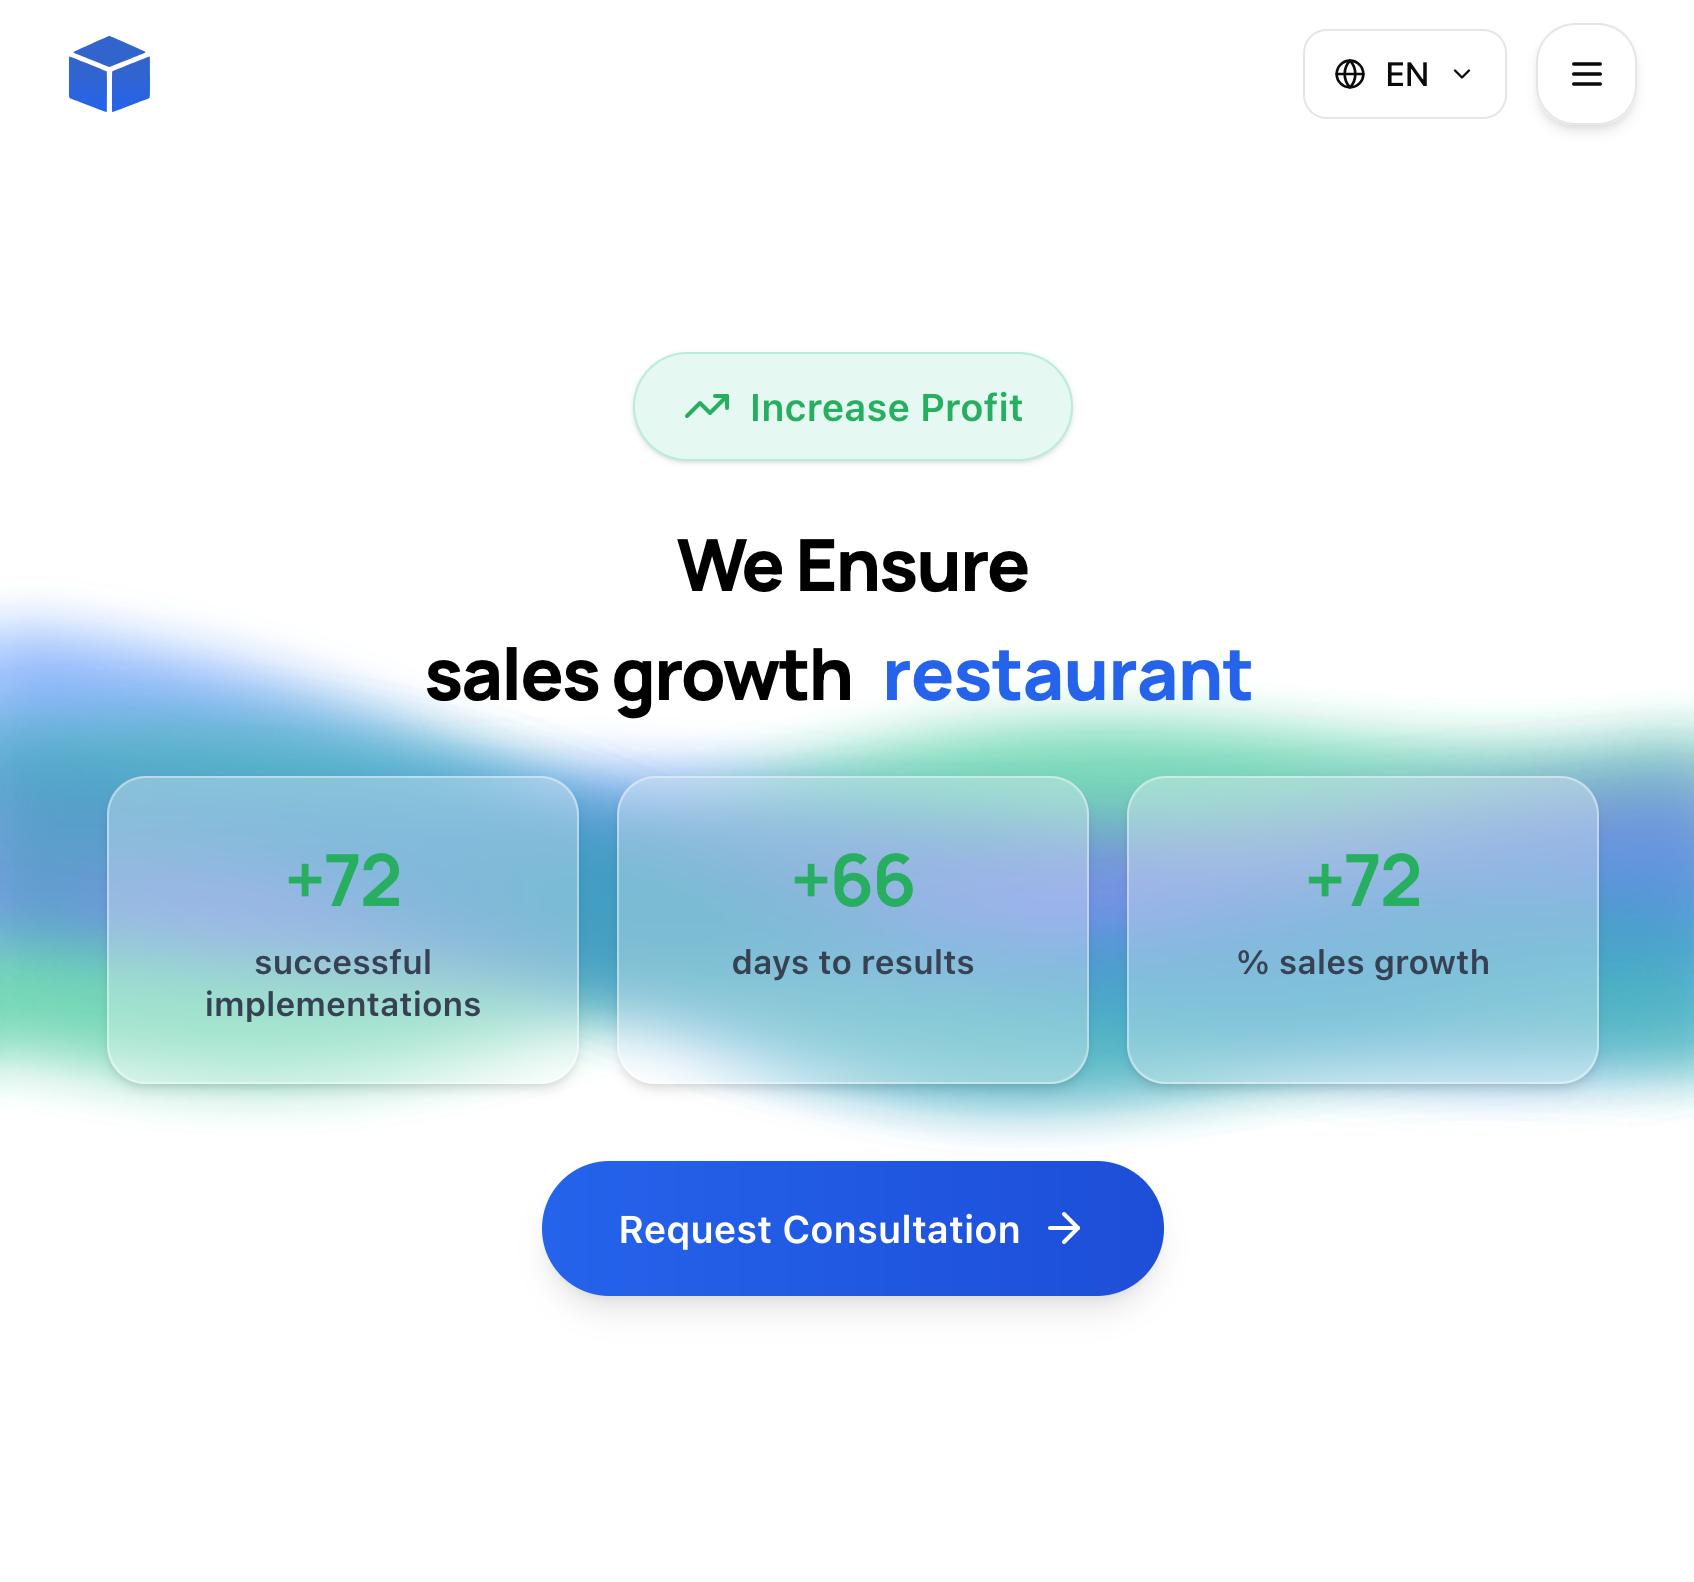 EN
Increase Profit
We Ensure
sales growth restaurant
+72
successful
implementations
+66
days to results
+72
% sales growth
Request Consultation